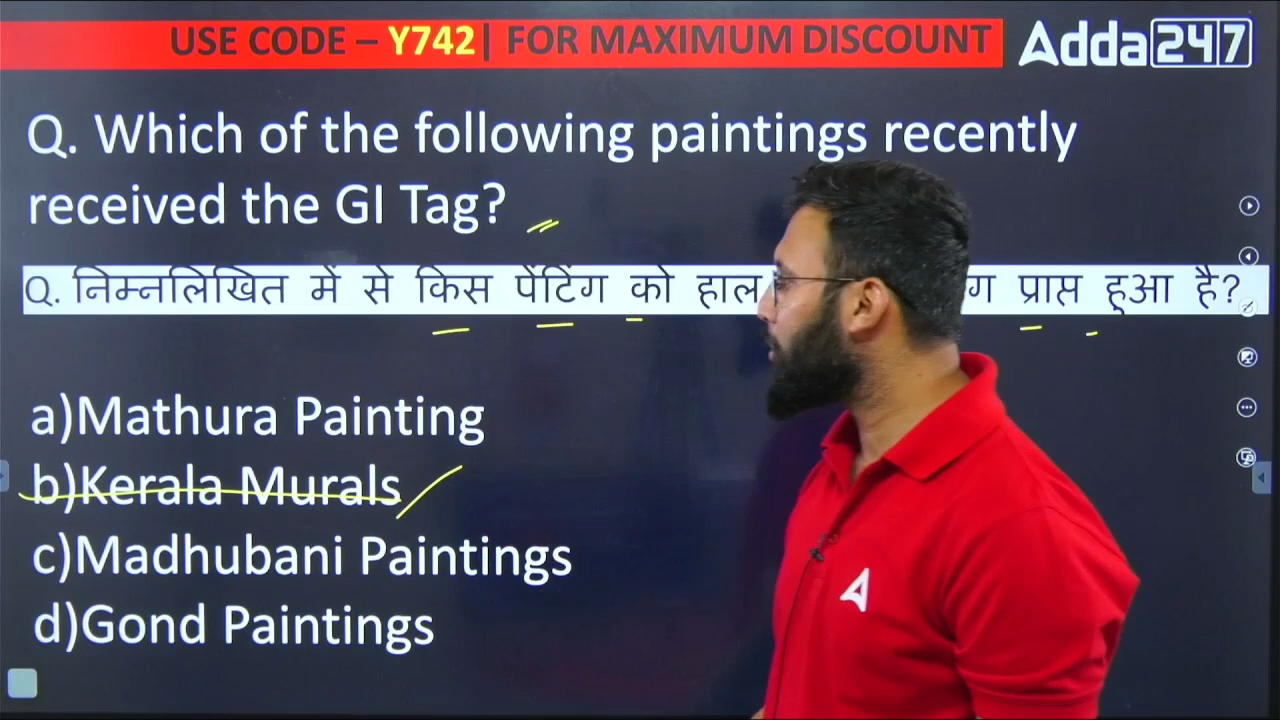 USE CODE – Y742| FOR MAXIMUM DISCOUNT
Adda247
Q. Which of the following paintings recently
received the GI Tag?
Q. निम्नलिखित में से किस पेंटिंग को हाल ग प्राप्त हुआ है?
a)Mathura Painting
b)Kerala Murals
c)Madhubani Paintings
d)Gond Paintings